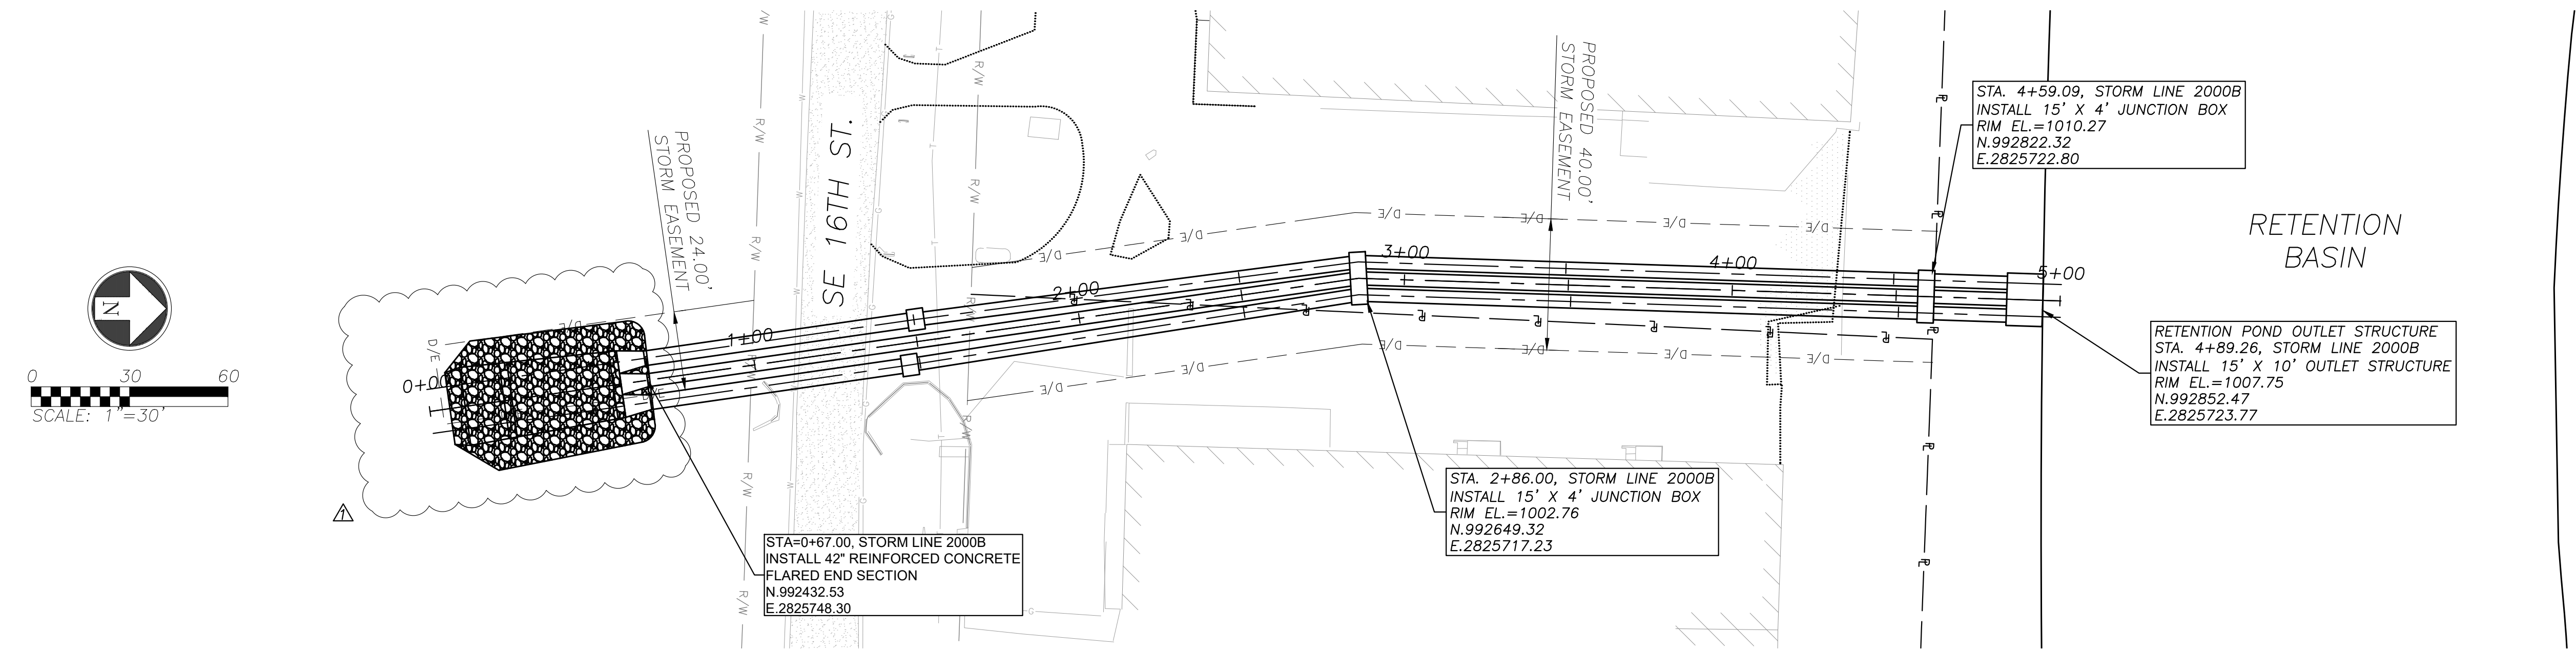 N
0 30 60
SCALE: 1"=30'
1
0+00
1+00
2+00
3+00
4+00
5+00
PROPOSED 24.00'
STORM EASEMENT
SE 16TH ST.
PROPOSED 40.00'
STORM EASEMENT
RETENTION
BASIN
STA=0+67.00, STORM LINE 2000B
INSTALL 42" REINFORCED CONCRETE
FLARED END SECTION
N.992432.53
E.2825748.30
STA. 2+86.00, STORM LINE 2000B
INSTALL 15' X 4' JUNCTION BOX
RIM EL.=1002.76
N.992649.32
E.2825717.23
STA. 4+59.09, STORM LINE 2000B
INSTALL 15' X 4' JUNCTION BOX
RIM EL.=1010.27
N.992822.32
E.2825722.80
RETENTION POND OUTLET STRUCTURE
STA. 4+89.26, STORM LINE 2000B
INSTALL 15' X 10' OUTLET STRUCTURE
RIM EL.=1007.75
N.992852.47
E.2825723.77
R/W
R/W
R/W
R/W
R/W
R/W
R/W
R/W
R/W
D/E
D/E
D/E
D/E
D/E
D/E
D/E
D/E
D/E
D/E
D/E
D/E
D/E
D/E
W
W
W
W
G
G
G
G
G
T
T
T
T